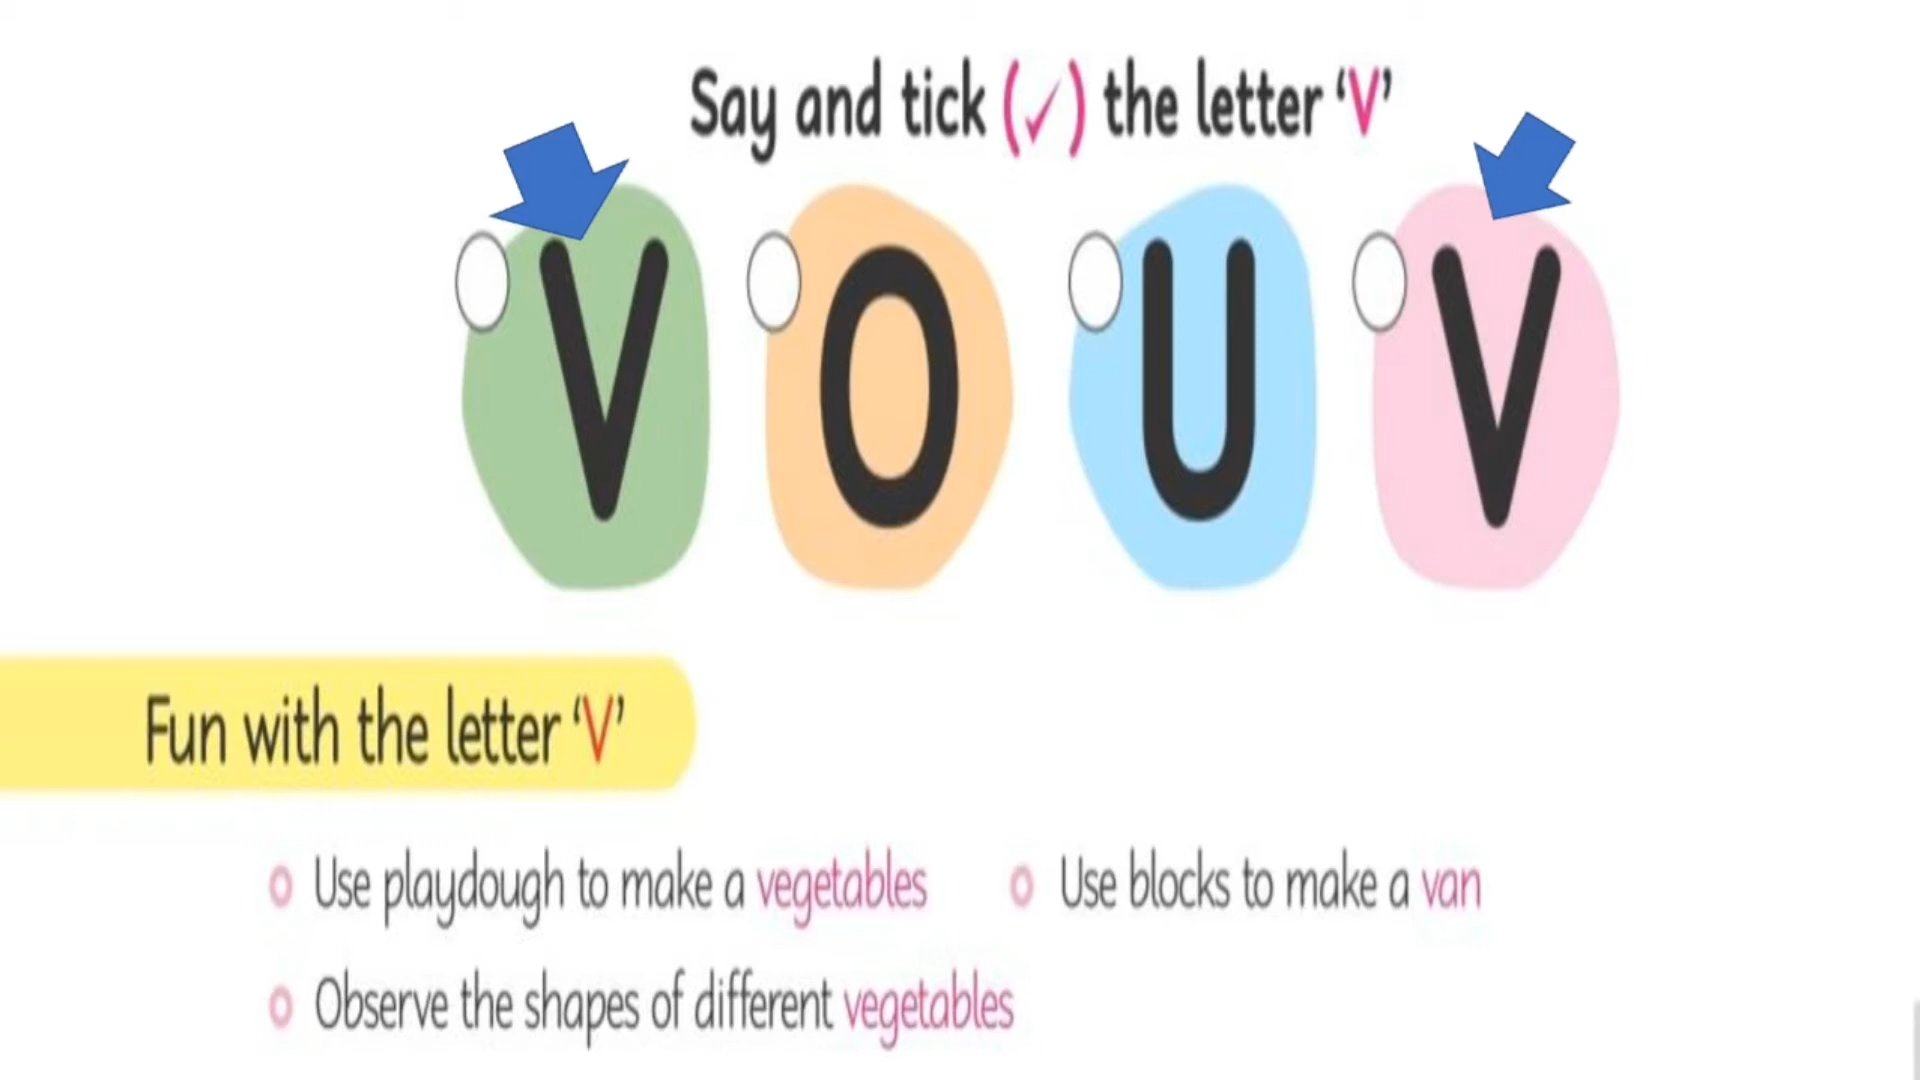 Say and tick (✓) the letter ‘V’
V O U V
Fun with the letter ‘V’
Use playdough to make a vegetables
Use blocks to make a van
Observe the shapes of different vegetables